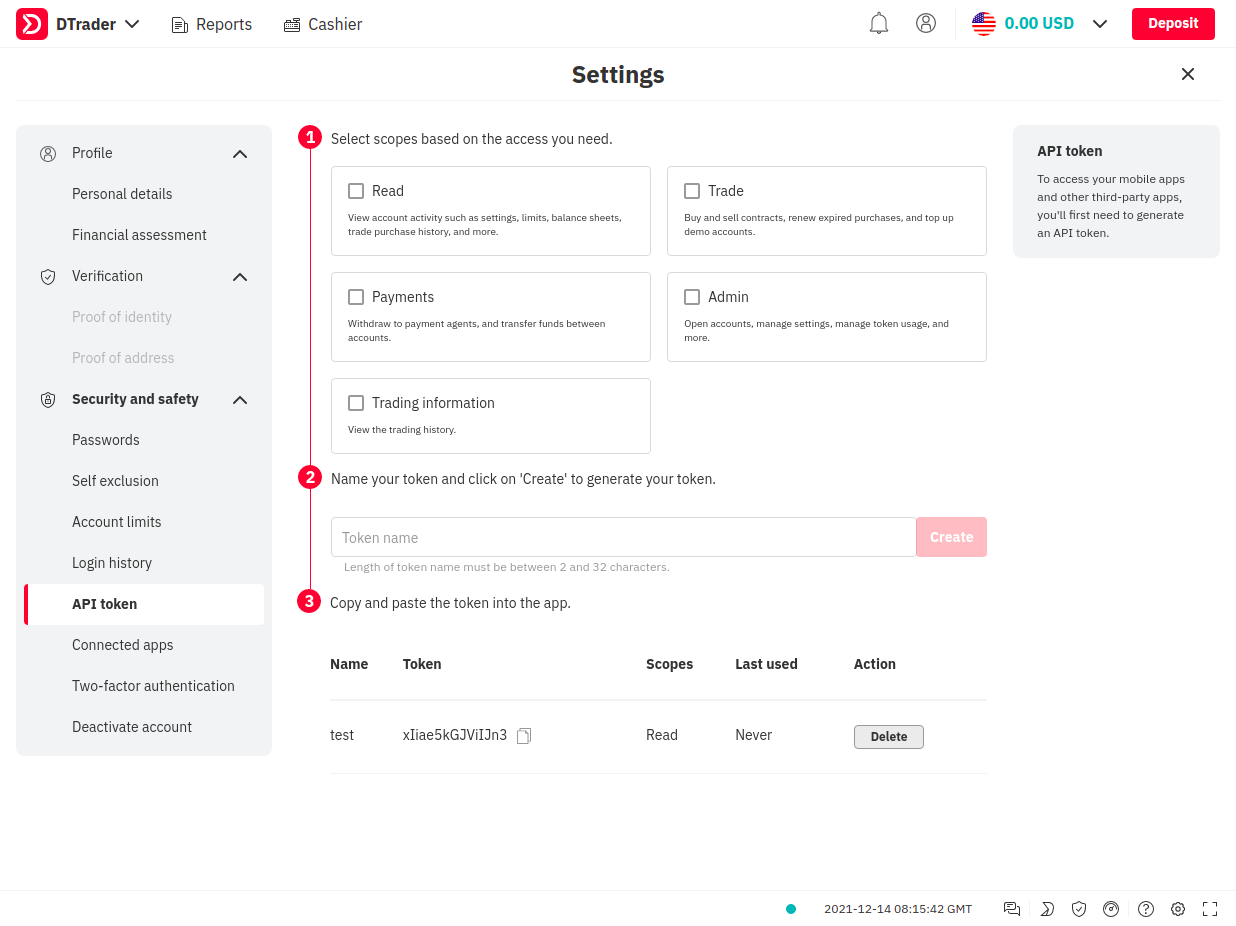 DTrader
Reports
Cashier
0.00 USD
Deposit
Settings
Profile
Personal details
Financial assessment
Verification
Proof of identity
Proof of address
Security and safety
Passwords
Self exclusion
Account limits
Login history
API token
Connected apps
Two-factor authentication
Deactivate account
1 Select scopes based on the access you need.
Read
View account activity such as settings, limits, balance sheets,
trade purchase history, and more.
Trade
Buy and sell contracts, renew expired purchases, and top up
demo accounts.
Payments
Withdraw to payment agents, and transfer funds between
accounts.
Admin
Open accounts, manage settings, manage token usage, and
more.
Trading information
View the trading history.
2 Name your token and click on 'Create' to generate your token.
Token name
Create
Length of token name must be between 2 and 32 characters.
3 Copy and paste the token into the app.
Name Token Scopes Last used Action
test xIiae5kGJViIJn3 Read Never Delete
API token
To access your mobile apps
and other third-party apps,
you'll first need to generate
an API token.
2021-12-14 08:15:42 GMT